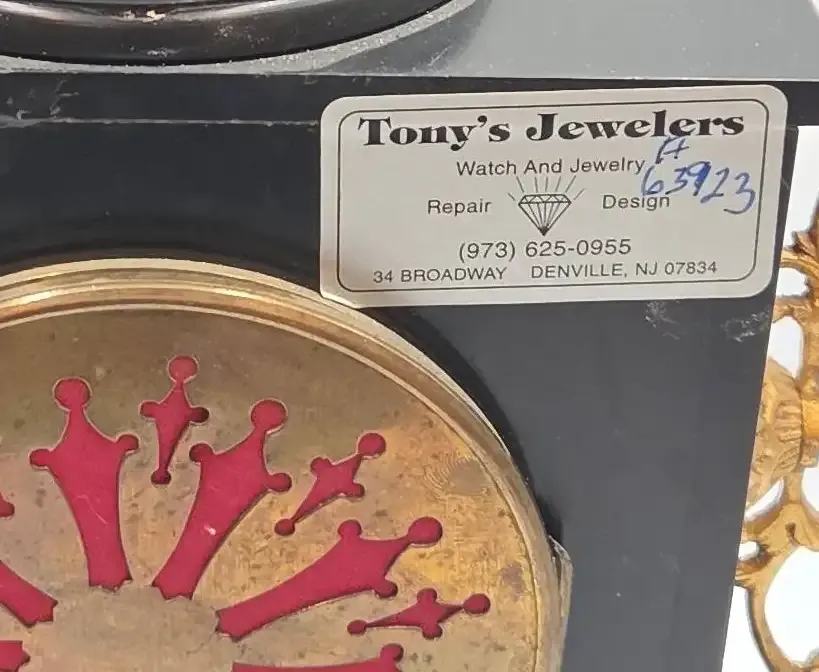 Tony's Jewelers
Watch And Jewelry
Repair Design
63923
(973) 625-0955
34 BROADWAY DENVILLE, NJ 07834